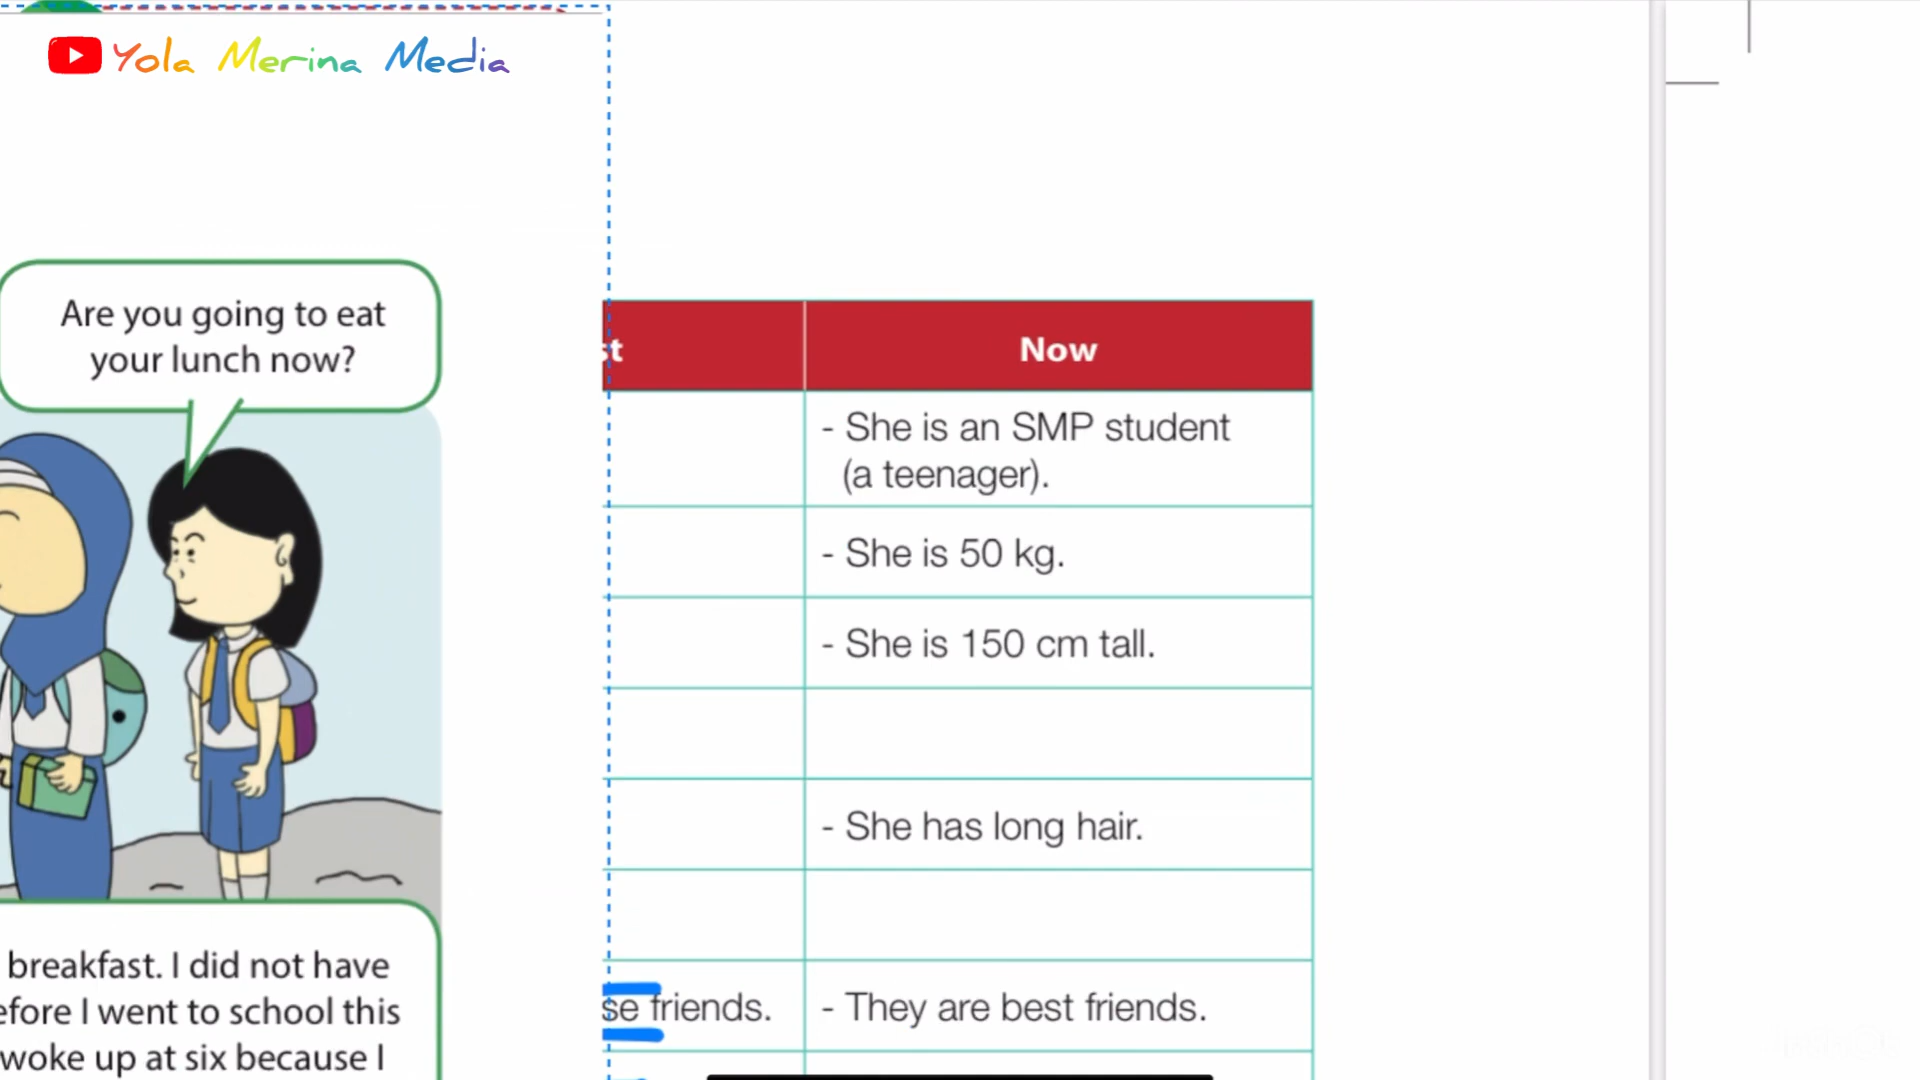 Yola Merina Media
Are you going to eat
your lunch now?
breakfast. I did not have
efore I went to school this
woke up at six because I
st
Now
- She is an SMP student
(a teenager).
- She is 50 kg.
- She is 150 cm tall.
- She has long hair.
se friends.
- They are best friends.